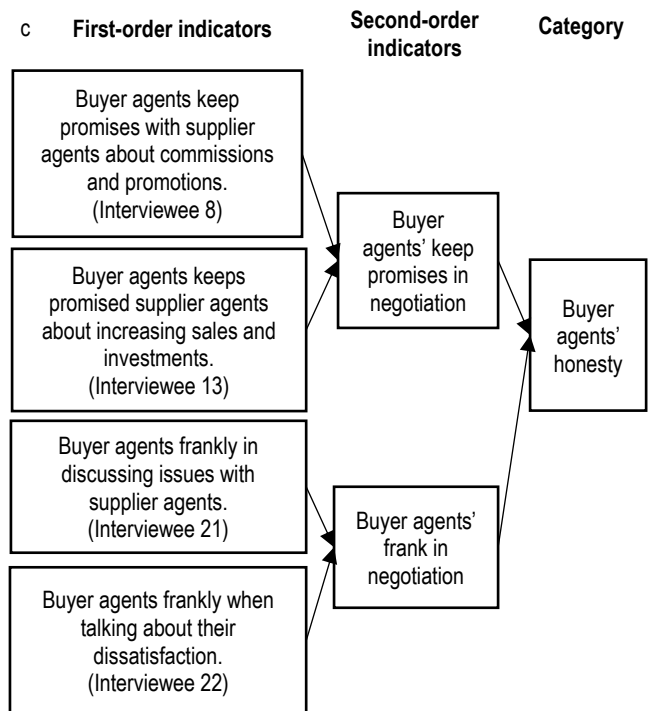 c First-order indicators
Second-order
indicators
Category
Buyer agents keep
promises with supplier
agents about commissions
and promotions.
(Interviewee 8)
Buyer agents keeps
promised supplier agents
about increasing sales and
investments.
(Interviewee 13)
Buyer agents frankly in
discussing issues with
supplier agents.
(Interviewee 21)
Buyer agents frankly when
talking about their
dissatisfaction.
(Interviewee 22)
Buyer
agents’ keep
promises in
negotiation
Buyer agents’
frank in
negotiation
Buyer
agents’
honesty